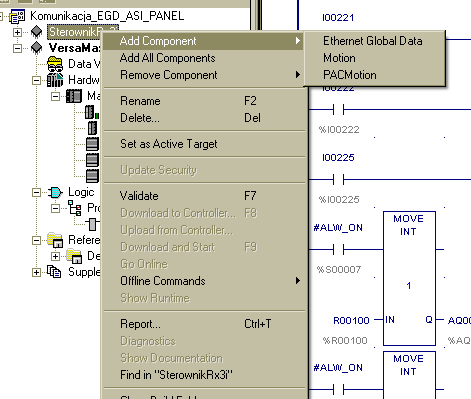 Komunikacja_EGD_ASI_PANEL
VersaMa
Data V
Hardw
Ma
Logic
Pro
Refere
De
Supple
Add Component
Add All Components
Remove Component
Rename F2
Delete... Del
Set as Active Target
Update Security
Validate F7
Download to Controller... F8
Upload from Controller...
Download and Start F9
Go Online
Offline Commands
Show Runtime
Report... Ctrl+T
Diagnostics
Show Documentation
Find in "SterownikRx3i"
Ethernet Global Data
Motion
PACMotion
I00221
%I00222
I00225
%I00225
#ALW_ON
%S00007
MOVE
INT
1
R00100 IN Q AQ00
%R00100 %AQ
#ALW_ON
MOVE
INT